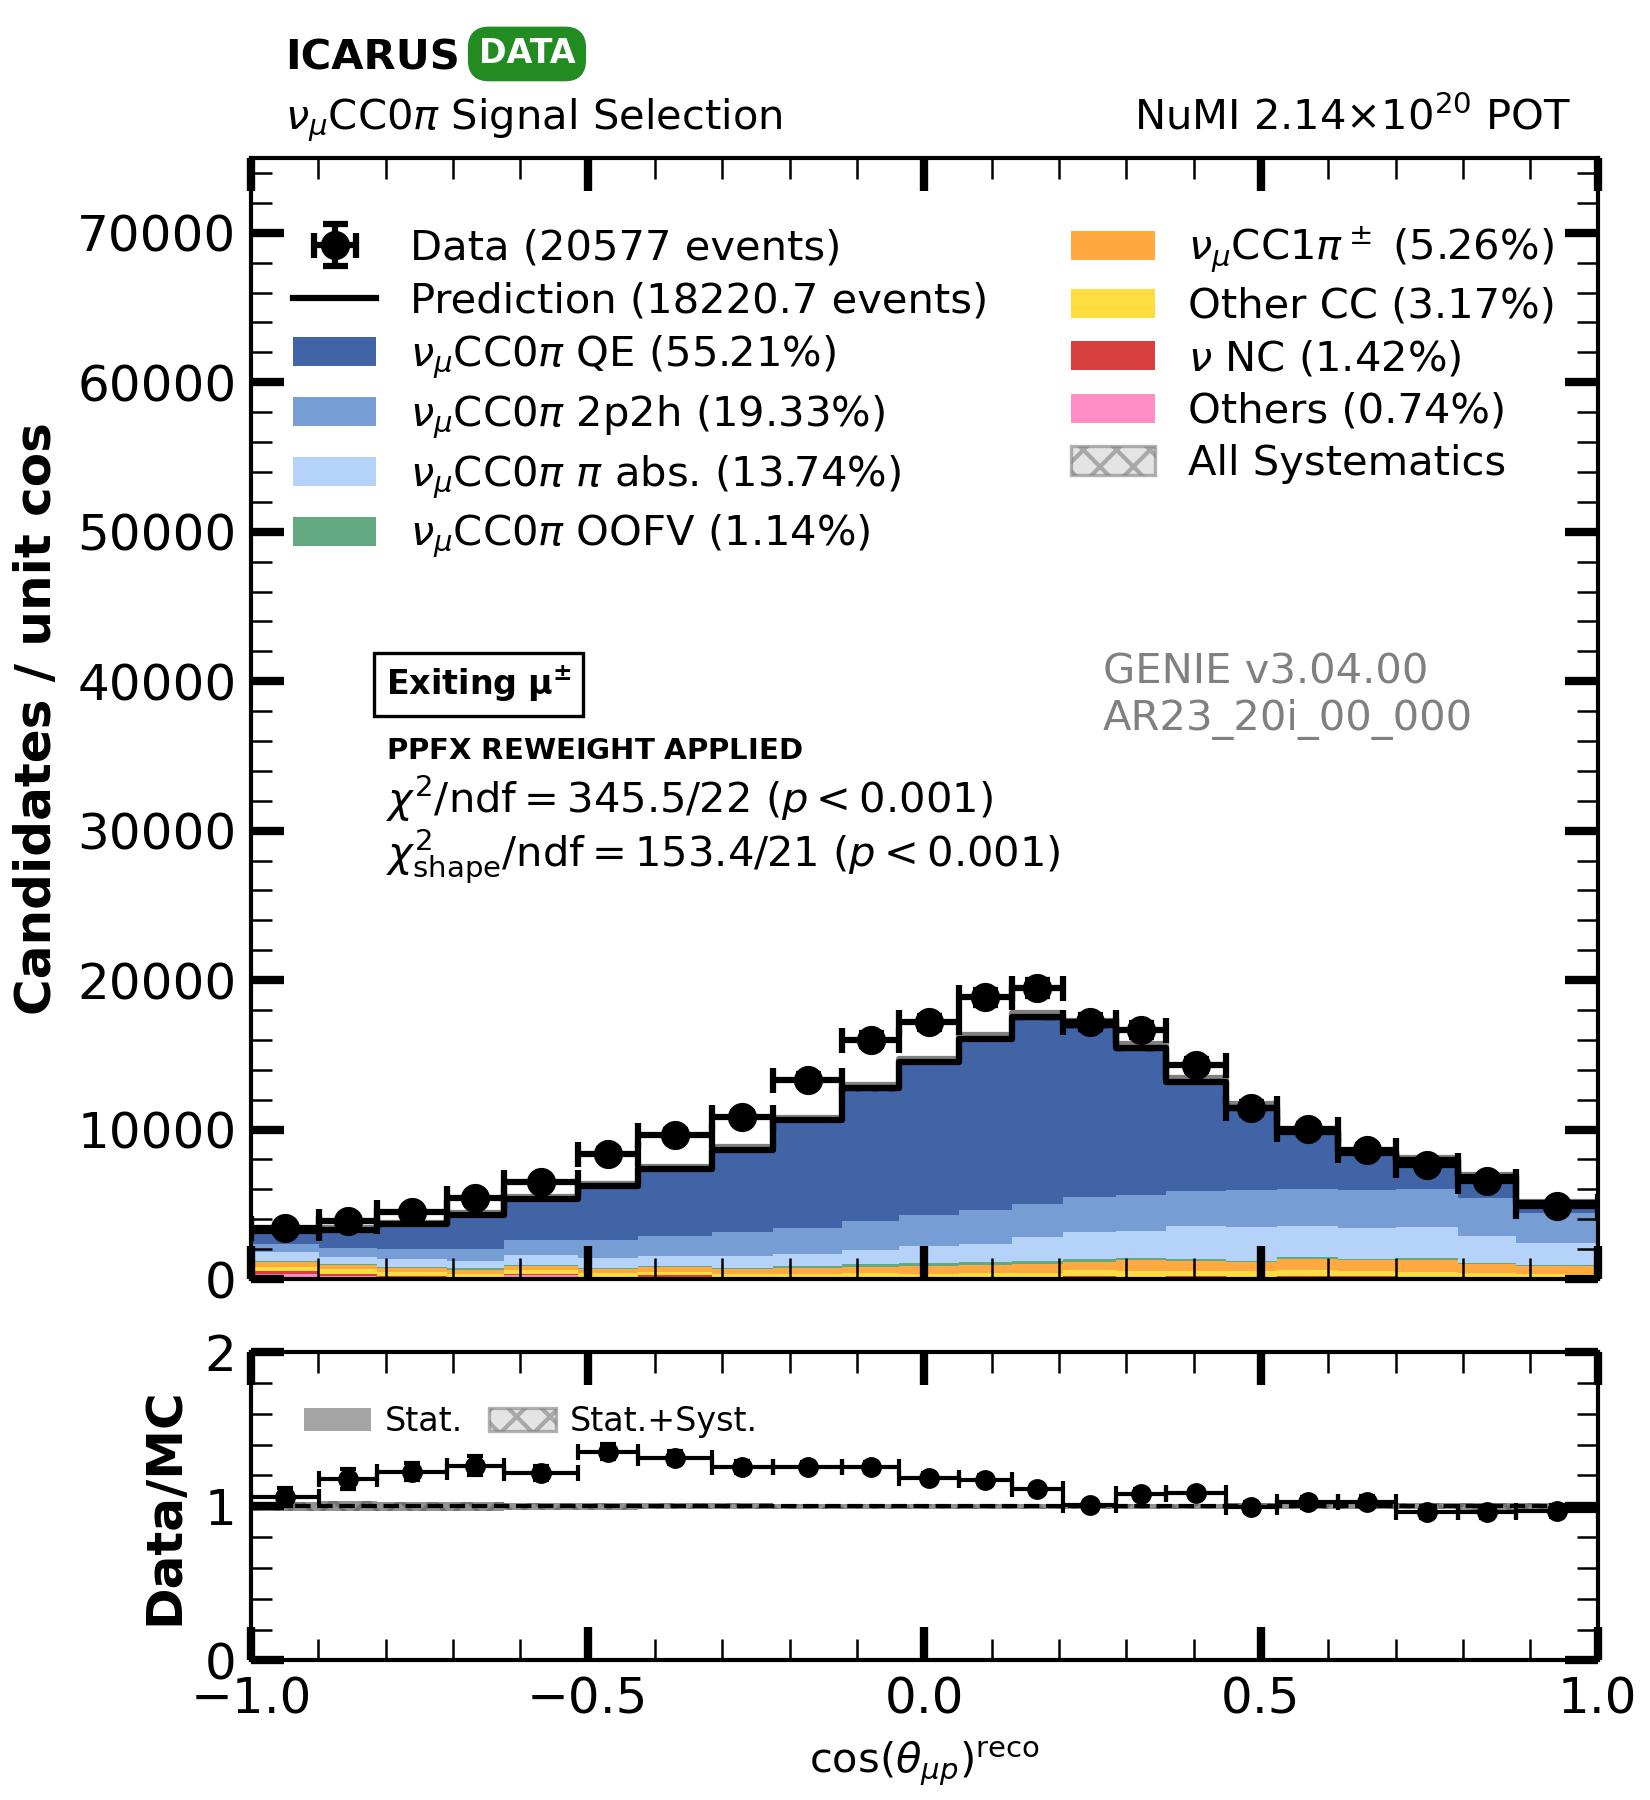 ICARUS DATA
νμCC0π Signal Selection
NuMI 2.14×10²⁰ POT
Candidates / unit cos
70000
60000
50000
40000
30000
20000
10000
0
Data (20577 events)
Prediction (18220.7 events)
νμCC0π QE (55.21%)
νμCC0π 2p2h (19.33%)
νμCC0π π abs. (13.74%)
νμCC0π OOFV (1.14%)
νμCC1π± (5.26%)
Other CC (3.17%)
ν NC (1.42%)
Others (0.74%)
All Systematics
Exiting μ±
PPFX REWEIGHT APPLIED
χ²/ndf = 345.5/22 (p < 0.001)
χ²shape/ndf = 153.4/21 (p < 0.001)
GENIE v3.04.00
AR23_20i_00_000
Data/MC
2
1
0
Stat.
Stat.+Syst.
−1.0 −0.5 0.0 0.5 1.0
cos(θμp)reco